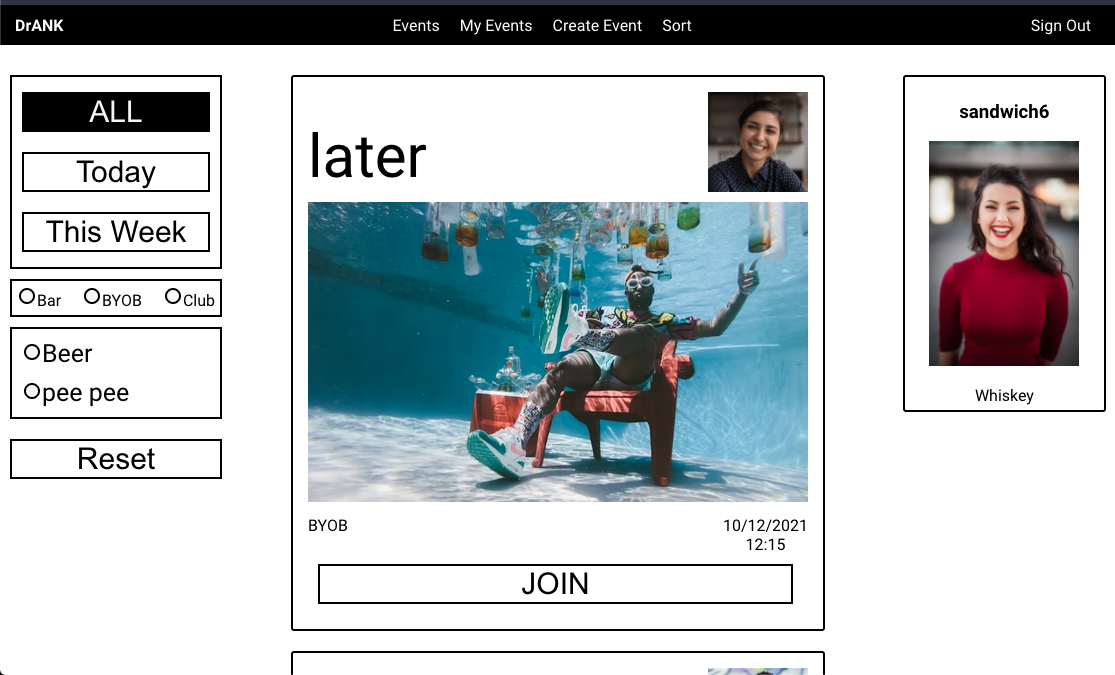 DrANK Events My Events Create Event Sort Sign Out
ALL
Today
This Week
Bar BYOB Club
Beer
pee pee
Reset
later
BYOB 10/12/2021
12:15
JOIN
sandwich6
Whiskey